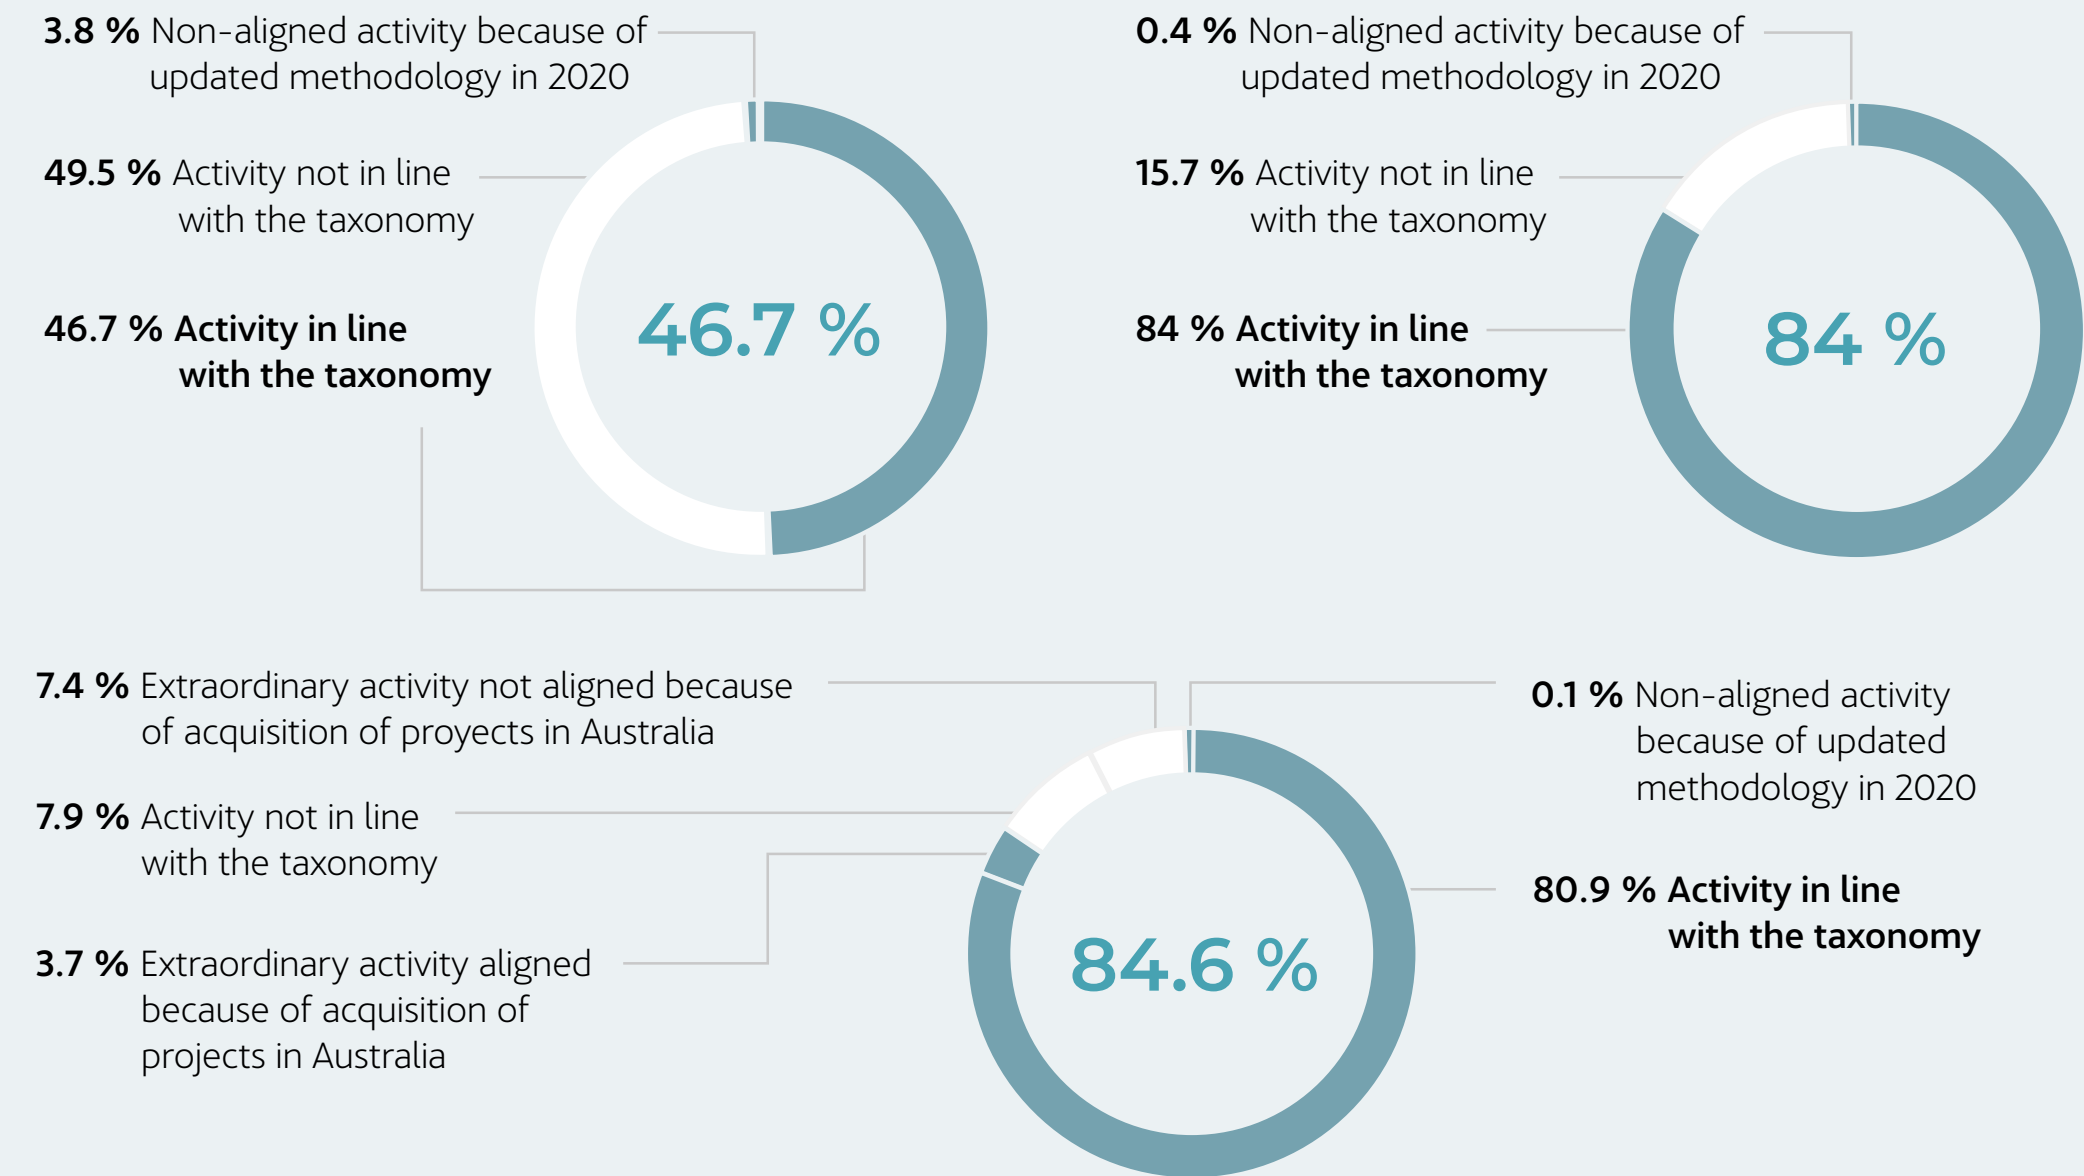 3.8 % Non-aligned activity because of
updated methodology in 2020
49.5 % Activity not in line
with the taxonomy
46.7 % Activity in line
with the taxonomy
46.7 %
0.4 % Non-aligned activity because of
updated methodology in 2020
15.7 % Activity not in line
with the taxonomy
84 % Activity in line
with the taxonomy
84 %
7.4 % Extraordinary activity not aligned because
of acquisition of proyects in Australia
7.9 % Activity not in line
with the taxonomy
3.7 % Extraordinary activity aligned
because of acquisition of
projects in Australia
84.6 %
0.1 % Non-aligned activity
because of updated
methodology in 2020
80.9 % Activity in line
with the taxonomy